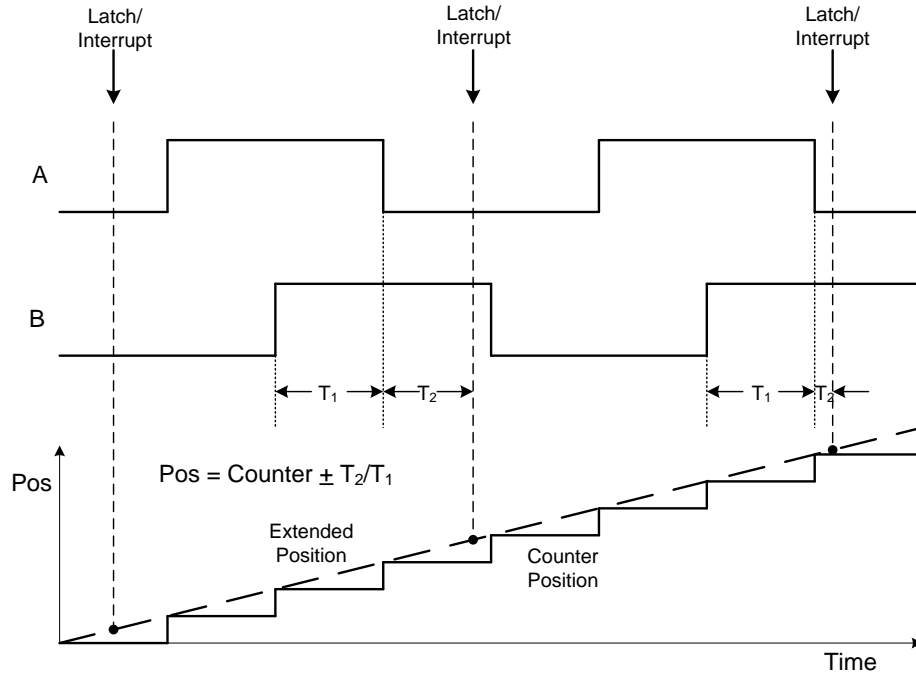 Latch/
Interrupt
Latch/
Interrupt
Latch/
Interrupt
A
B
T₁
T₂
T₁
T₂
Pos
Pos = Counter ± T₂/T₁
Extended
Position
Counter
Position
Time